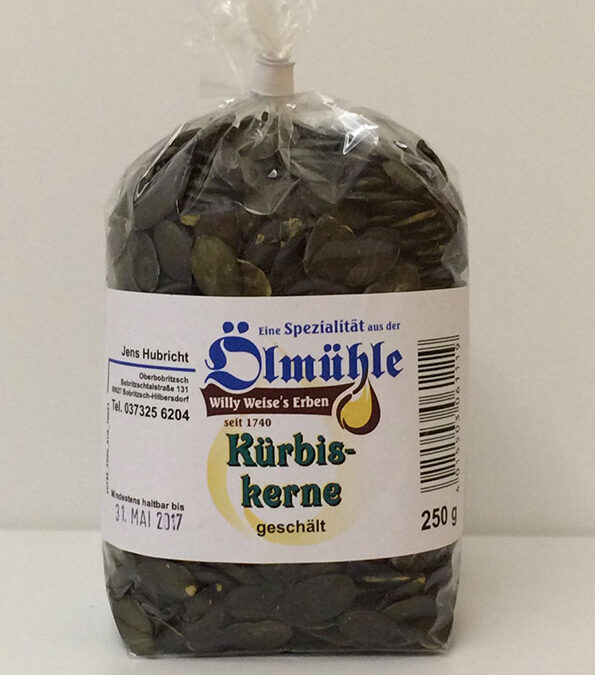 Eine Spezialität aus der
Ölmühle
Willy Weise's Erben
seit 1740
Kürbis-
kerne
geschält
Jens Hubricht
Oberbobritzsch
Bobritzschtalstraße 131
09627 Bobritzsch-Hilbersdorf
Tel. 037325 6204
Mindestens haltbar bis
31. MAI 2017
250 g